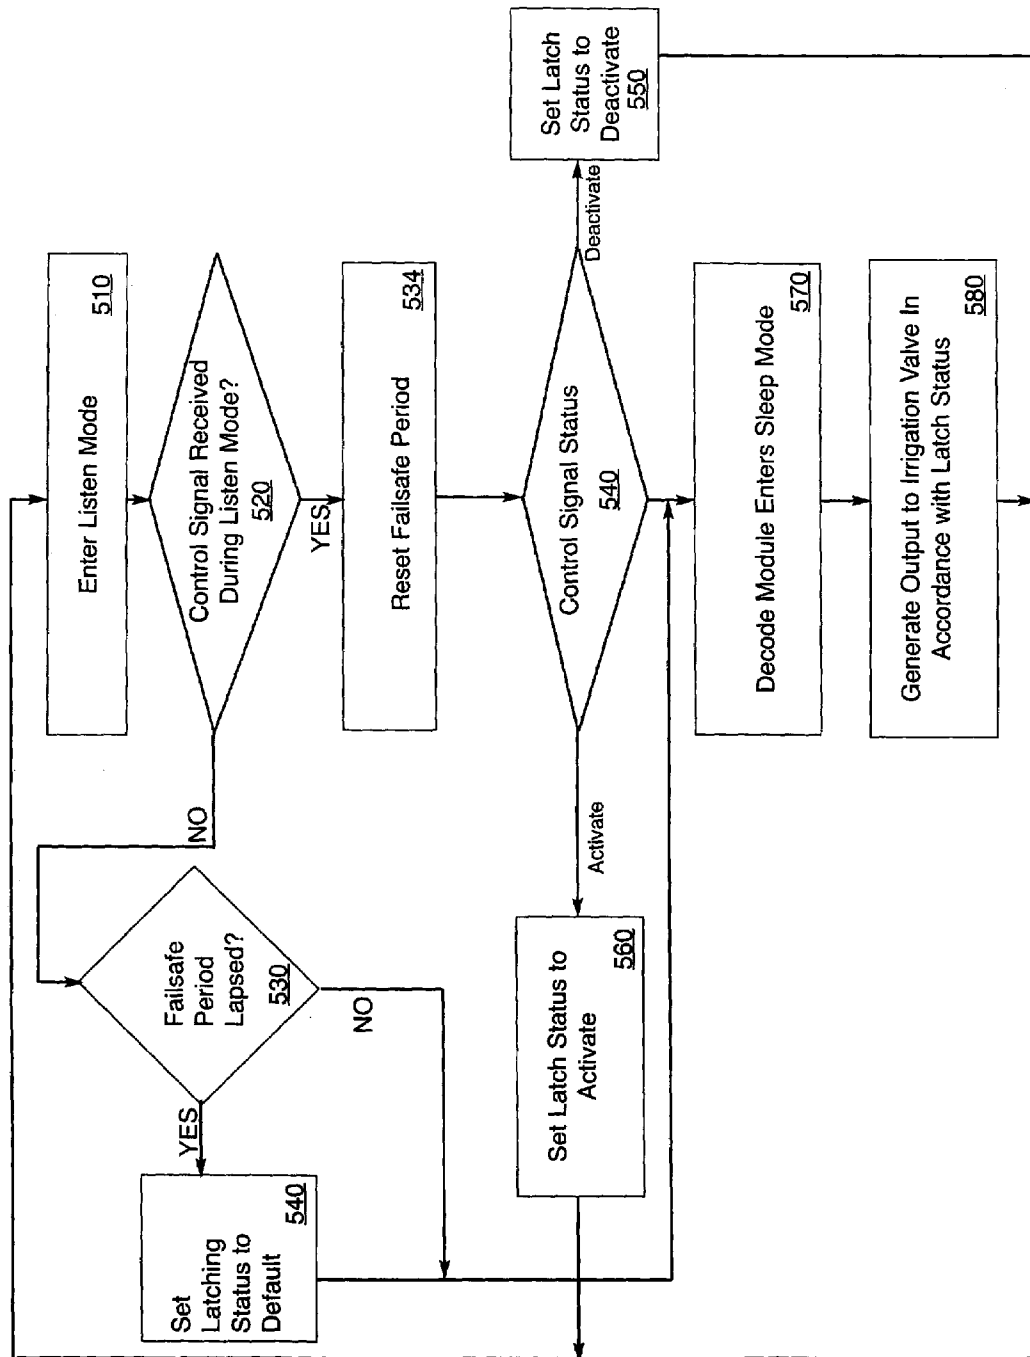 Enter Listen Mode
510
Control Signal Received
During Listen Mode?
520
NO
YES
Failsafe
Period
Lapsed?
530
YES
NO
Set
Latching
Status to
Default
540
Reset Failsafe Period
534
Control Signal Status
540
Activate
Deactivate
Set Latch Status to
Activate
560
Set Latch
Status to
Deactivate
550
Decode Module Enters Sleep Mode
570
Generate Output to Irrigation Valve In
Accordance with Latch Status
580